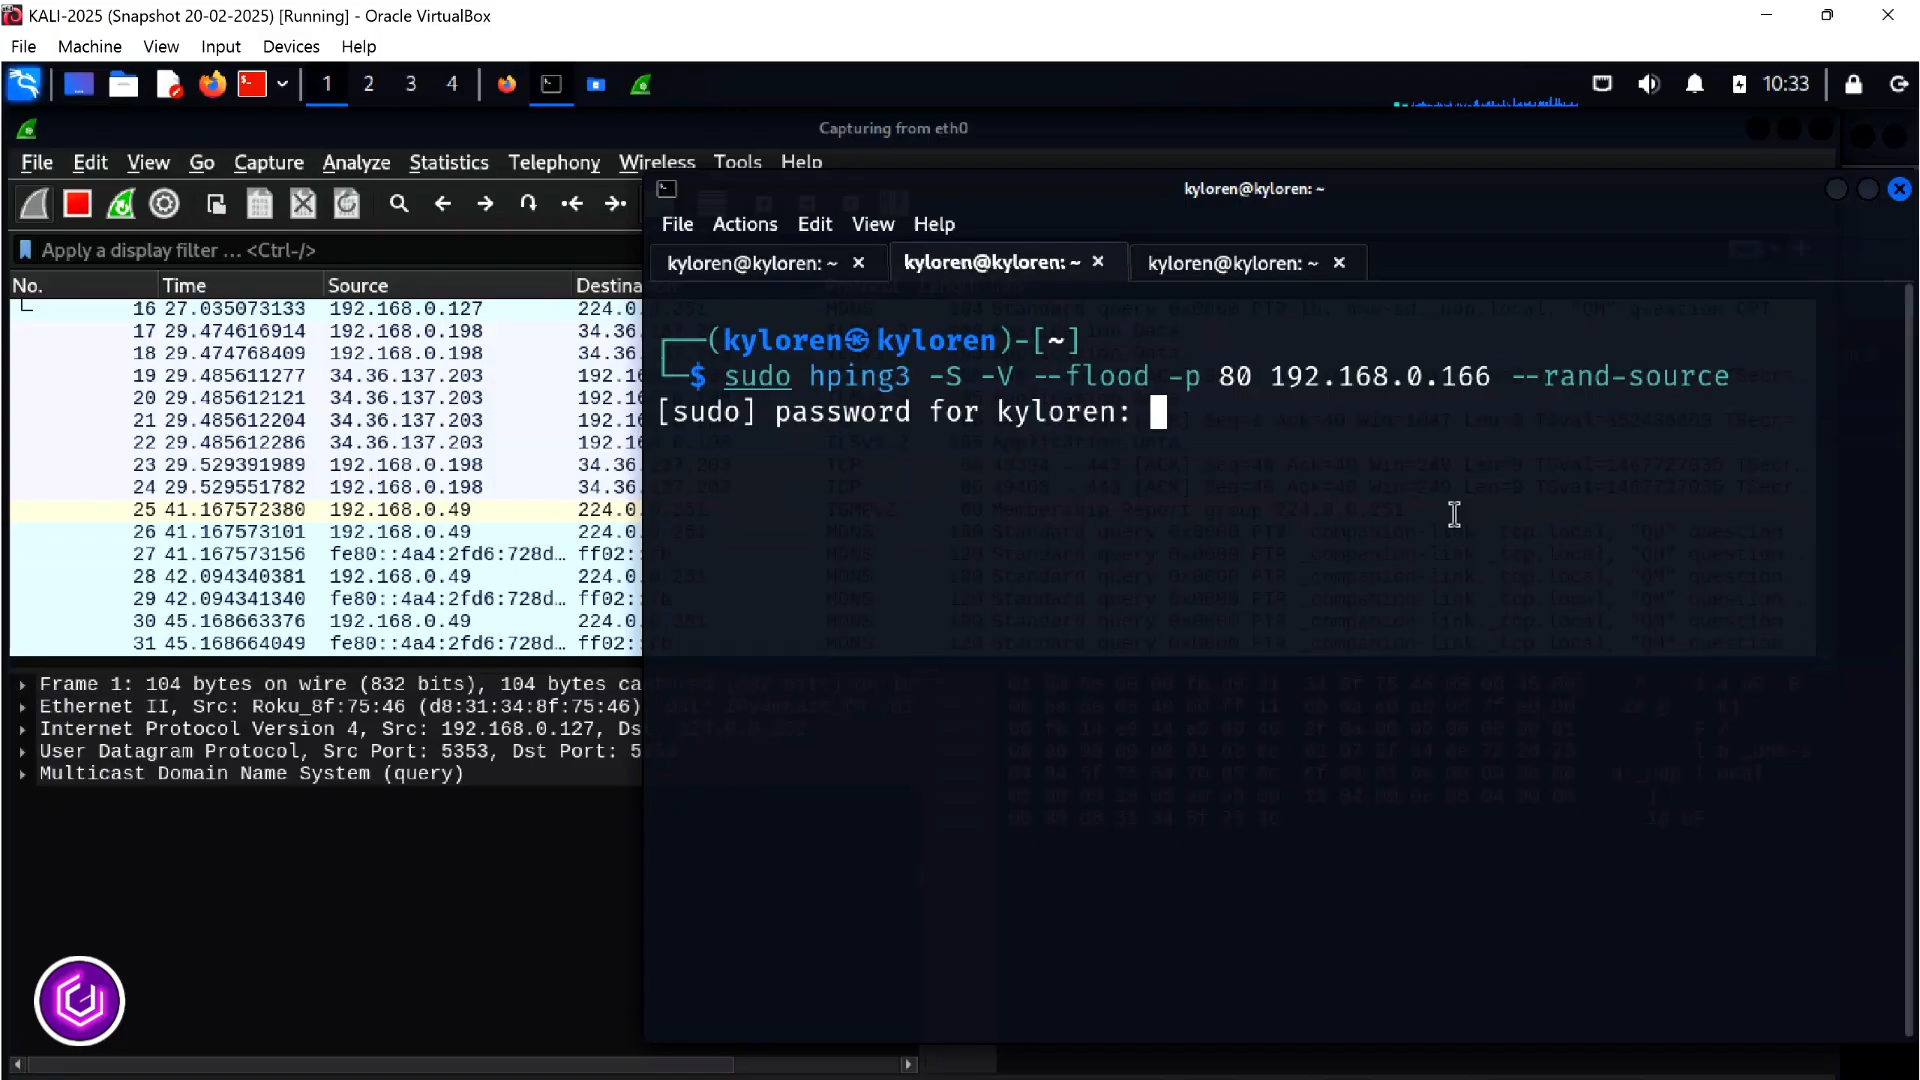 KALI-2025 (Snapshot 20-02-2025) [Running] - Oracle VirtualBox
File Machine View Input Devices Help
1 2 3 4 10:33
Capturing from eth0
File Edit View Go Capture Analyze Statistics Telephony Wireless Tools Help
kyloren@kyloren: ~
File Actions Edit View Help
Apply a display filter … <Ctrl-/>
kyloren@kyloren: ~ kyloren@kyloren: ~ kyloren@kyloren: ~
No. Time Source Destina
16 27.035073133 192.168.0.127 224.0.
17 29.474616914 192.168.0.198 34.36.
18 29.474768409 192.168.0.198 34.36.
19 29.485611277 34.36.137.203 192.16
20 29.485612121 34.36.137.203 192.16
21 29.485612204 34.36.137.203 192.16
22 29.485612286 34.36.137.203 192.16
23 29.529391989 192.168.0.198 34.36.
24 29.529551782 192.168.0.198 34.36.
25 41.167572380 192.168.0.49 224.0.
26 41.167573101 192.168.0.49 224.0.
27 41.167573156 fe80::4a4:2fd6:728d… ff02::
28 42.094340381 192.168.0.49 224.0.
29 42.094341340 fe80::4a4:2fd6:728d… ff02::
30 45.168663376 192.168.0.49 224.0.
31 45.168664049 fe80::4a4:2fd6:728d… ff02::
(kyloren㉿kyloren)-[~]
$ sudo hping3 -S -V --flood -p 80 192.168.0.166 --rand-source
[sudo] password for kyloren:
Frame 1: 104 bytes on wire (832 bits), 104 bytes ca
Ethernet II, Src: Roku_8f:75:46 (d8:31:34:8f:75:46)
Internet Protocol Version 4, Src: 192.168.0.127, Ds
User Datagram Protocol, Src Port: 5353, Dst Port: 5
Multicast Domain Name System (query)